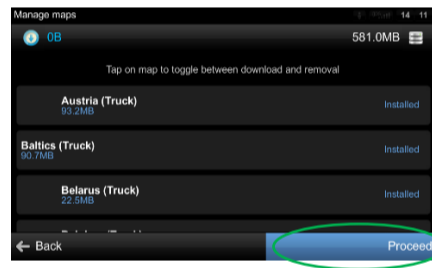 Manage maps
14 11
0B
581.0MB
Tap on map to toggle between download and removal
Austria (Truck)
93.2MB
Installed
Baltics (Truck)
90.7MB
Installed
Belarus (Truck)
22.5MB
Installed
Back
Proceed